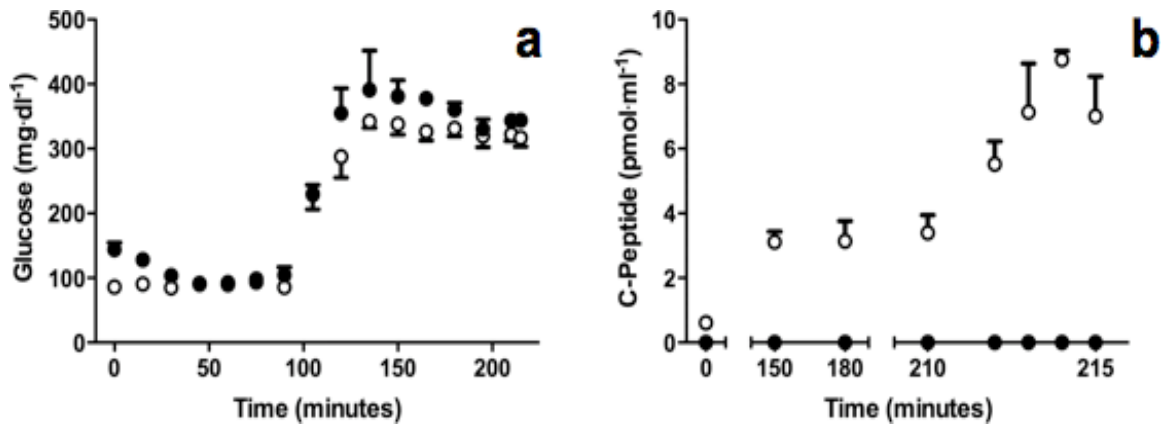 a
Glucose (mg·dl⁻¹)
500
400
300
200
100
0
0 50 100 150 200
Time (minutes)
b
C-Peptide (pmol·ml⁻¹)
10
8
6
4
2
0
0 150 180 210 215
Time (minutes)